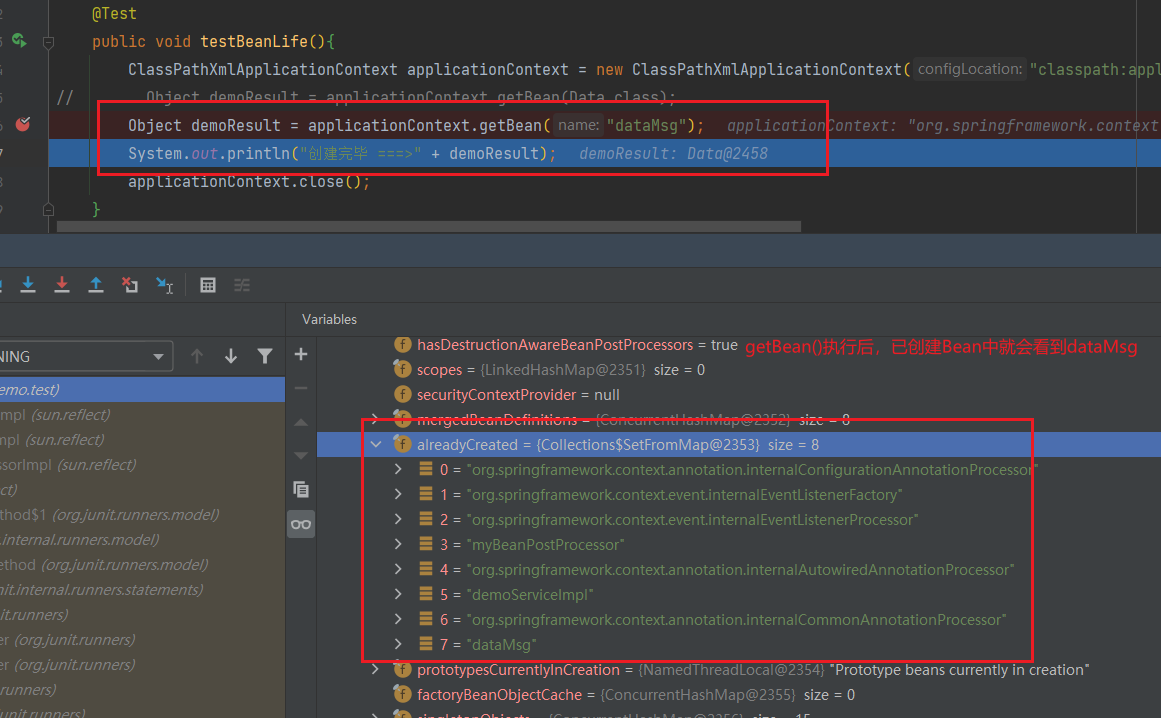 @Test
public void testBeanLife(){
ClassPathXmlApplicationContext applicationContext = new ClassPathXmlApplicationContext( configLocation: "classpath:appl
// Object demoResult = applicationContext.getBean(Data.class);
Object demoResult = applicationContext.getBean( name: "dataMsg"); applicationContext: "org.springframework.context
System.out.println("创建完毕 ===>" + demoResult); demoResult: Data@2458
applicationContext.close();
}
Variables
NING
hasDestructionAwareBeanPostProcessors = true getBean()执行后，已创建Bean中就会看到dataMsg
scopes = {LinkedHashMap@2351} size = 0
emo.test)
securityContextProvider = null
mpl (sun.reflect)
mergedBeanDefinitions = {ConcurrentHashMap@2352} size = 8
mpl (sun.reflect)
alreadyCreated = {Collections$SetFromMap@2353} size = 8
ssorImpl (sun.reflect)
0 = "org.springframework.context.annotation.internalConfigurationAnnotationProcessor"
ct)
1 = "org.springframework.context.event.internalEventListenerFactory"
thod$1 (org.junit.runners.model)
2 = "org.springframework.context.event.internalEventListenerProcessor"
.internal.runners.model)
3 = "myBeanPostProcessor"
ethod (org.junit.runners.model)
4 = "org.springframework.context.annotation.internalAutowiredAnnotationProcessor"
nit.internal.runners.statements)
5 = "demoServiceImpl"
it.runners)
6 = "org.springframework.context.annotation.internalCommonAnnotationProcessor"
er (org.junit.runners)
7 = "dataMsg"
er (org.junit.runners)
prototypesCurrentlyInCreation = {NamedThreadLocal@2354} "Prototype beans currently in creation"
.runners)
factoryBeanObjectCache = {ConcurrentHashMap@2355} size = 0
unit.runners)